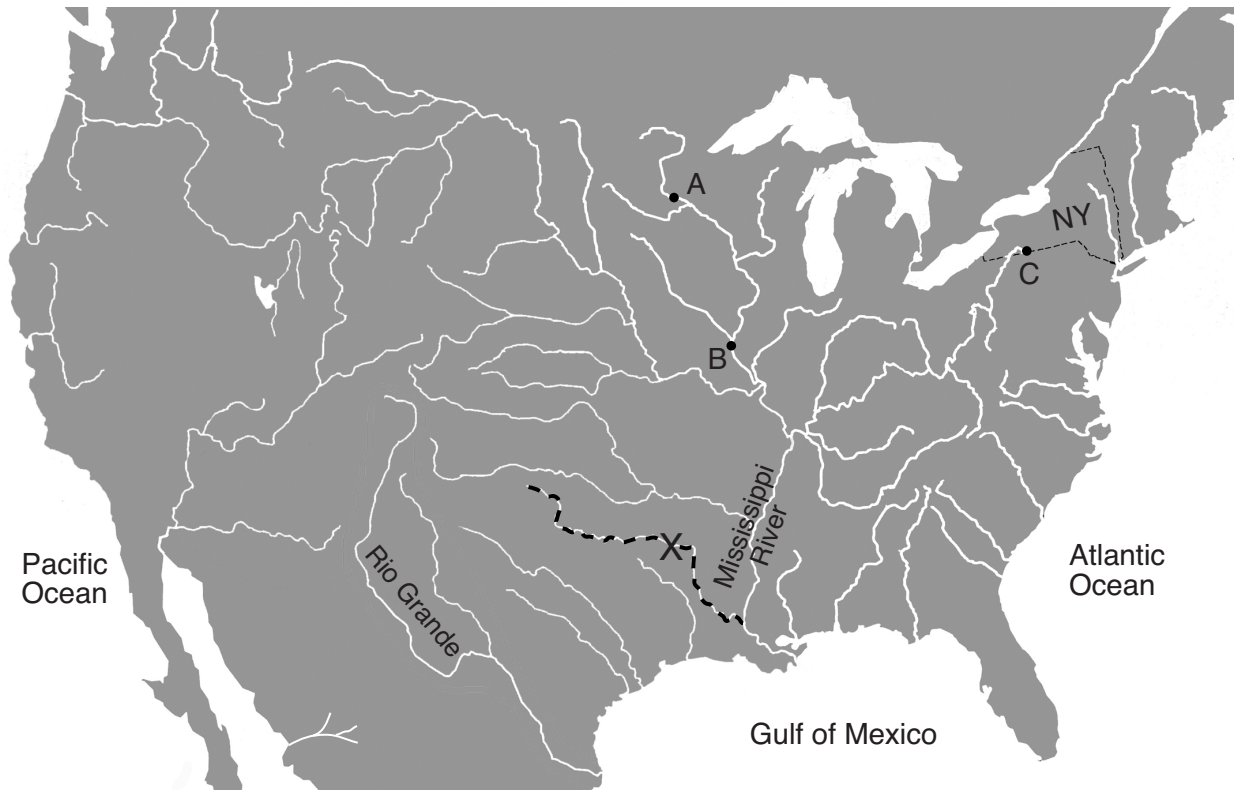 A
NY
C
B
Mississippi
River
X
Rio Grande
Pacific
Ocean
Atlantic
Ocean
Gulf of Mexico